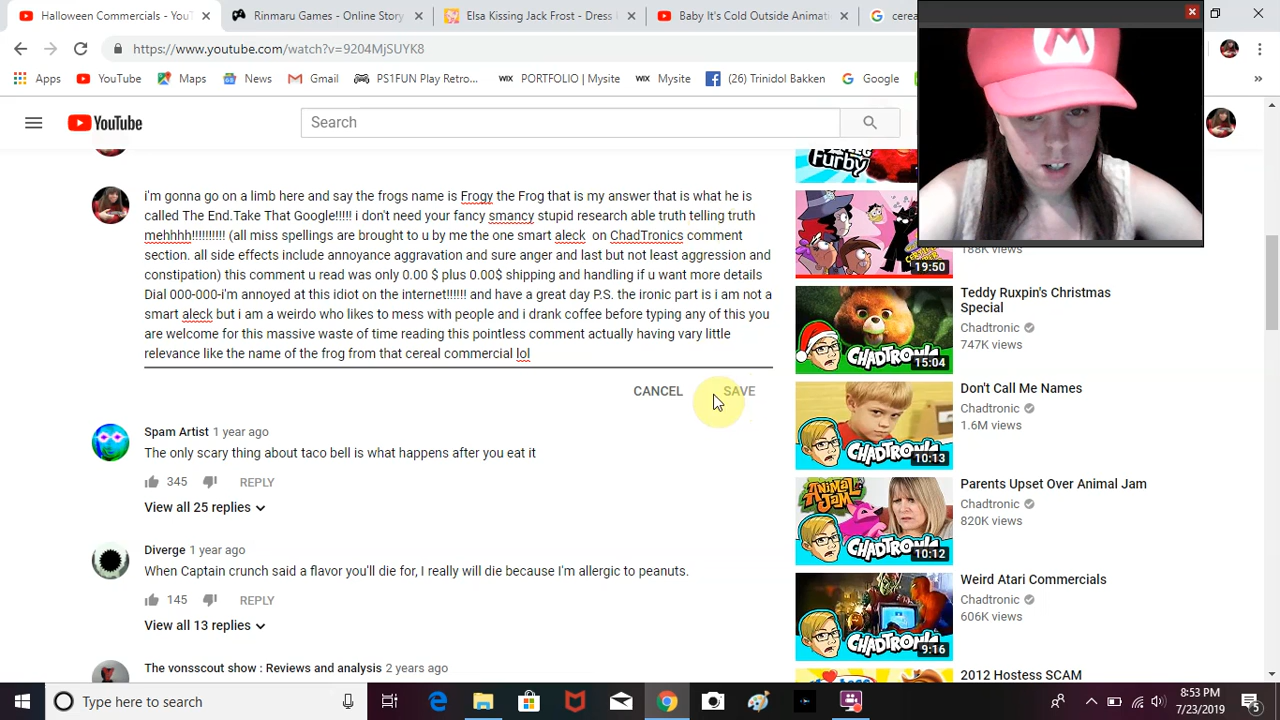 Halloween Commercials - YouT
Rinmaru Games - Online Story
Elsa Kissing Jack Frost - Dress
Baby It's Cold Outside Animat
cerea
https://www.youtube.com/watch?v=9204MjSUYK8
Apps
YouTube
Maps
News
Gmail
PS1FUN Play Retro...
WIX PORTFOLIO | Mysite
WIX Mysite
(26) Trinidol Bakken
Google
YouTube
Search
i'm gonna go on a limb here and say the frogs name is Frogy the Frog that is my answer that is what he is
called The End.Take That Google!!!!! i don't need your fancy smancy stupid research able truth telling truth
mehhhh!!!!!!!!!! (all miss spellings are brought to u by me the one smart aleck on ChadTronics comment
section. all side effects include annoyance aggravation and sure anger.nd last but not least aggression and
constipation) this comment u read was only 0.00 $ plus 0.00$ shipping and handling if u want more details
Dial 000-000-i'm annoyed at this idiot on the internet!!!!!! and have a great day P.S. the ironic part is i am not a
smart aleck but i am a weirdo who likes to mess with people and i drank coffee before typing any of this you
are welcome for this massive waste of time reading this pointless comment actually having vary little
relevance like the name of the frog from that cereal commercial lol
CANCEL
SAVE
Spam Artist 1 year ago
The only scary thing about taco bell is what happens after you eat it
345 REPLY
View all 25 replies
Diverge 1 year ago
When Captain crunch said a flavor you'll die for, I really will die because I'm allergic to peanuts.
145 REPLY
View all 13 replies
The vonsscout show : Reviews and analysis 2 years ago
Furby
188K views
19:50
Teddy Ruxpin's Christmas
Special
Chadtronic
747K views
CHADTRONIC
15:04
Don't Call Me Names
Chadtronic
1.6M views
CHADTRONIC
10:13
Parents Upset Over Animal Jam
Chadtronic
820K views
ANIMAL JAM
CHADTRONIC
10:12
Weird Atari Commercials
Chadtronic
606K views
CHADTRONIC
9:16
2012 Hostess SCAM
M
Type here to search
8:53 PM
7/23/2019
5